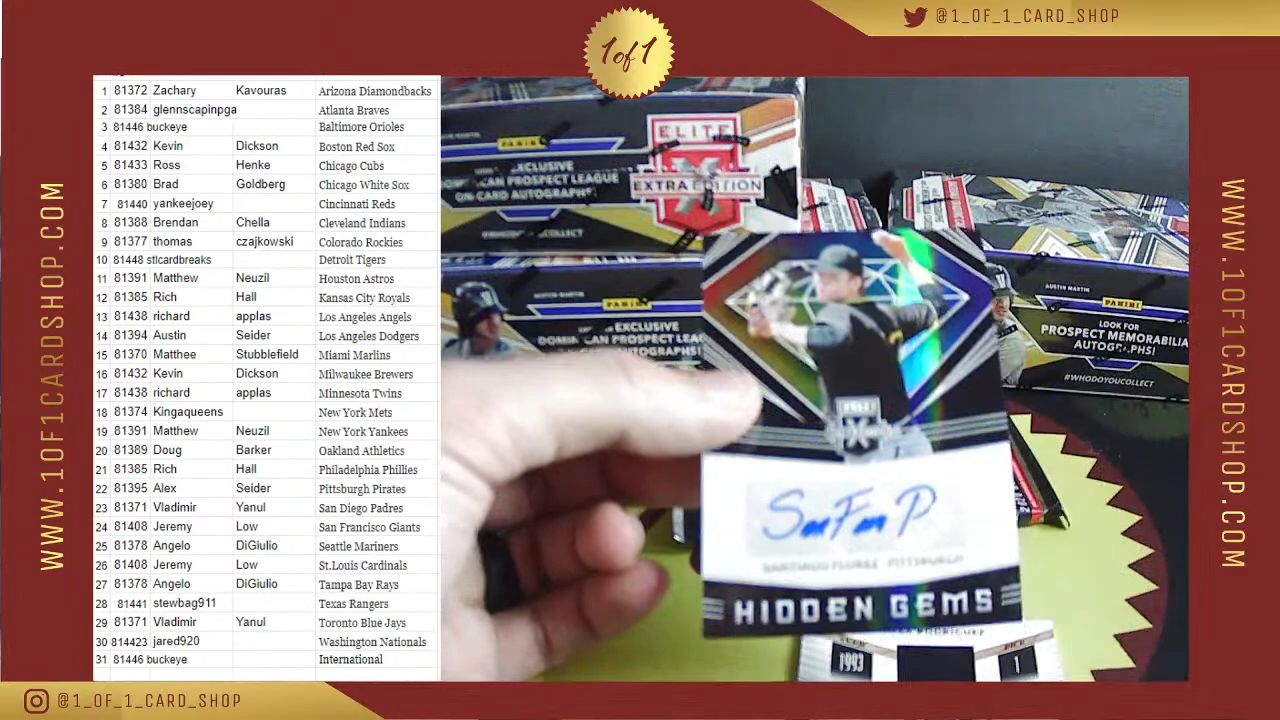 @1_OF_1_CARD_SHOP
1of1
1 81372 Zachary Kavouras Arizona Diamondbacks
2 81384 glennscapinpga Atlanta Braves
3 81446 buckeye Baltimore Orioles
4 81432 Kevin Dickson Boston Red Sox
5 81433 Ross Henke Chicago Cubs
6 81380 Brad Goldberg Chicago White Sox
7 81440 yankeejoey Cincinnati Reds
8 81388 Brendan Chella Cleveland Indians
9 81377 thomas czajkowski Colorado Rockies
10 81448 stlcardbreaks Detroit Tigers
11 81391 Matthew Neuzil Houston Astros
12 81385 Rich Hall Kansas City Royals
13 81438 richard applas Los Angeles Angels
14 81394 Austin Seider Los Angeles Dodgers
15 81370 Matthee Stubblefield Miami Marlins
16 81432 Kevin Dickson Milwaukee Brewers
17 81438 richard applas Minnesota Twins
18 81374 Kingaqueens New York Mets
19 81391 Matthew Neuzil New York Yankees
20 81389 Doug Barker Oakland Athletics
21 81385 Rich Hall Philadelphia Phillies
22 81395 Alex Seider Pittsburgh Pirates
23 81371 Vladimir Yanul San Diego Padres
24 81408 Jeremy Low San Francisco Giants
25 81378 Angelo DiGiulio Seattle Mariners
26 81408 Jeremy Low St.Louis Cardinals
27 81378 Angelo DiGiulio Tampa Bay Rays
28 81441 stewbag911 Texas Rangers
29 81371 Vladimir Yanul Toronto Blue Jays
30 814423 jared920 Washington Nationals
31 81446 buckeye International
ELITE
EXTRA EDITION
PANINI
EXCLUSIVE
PROSPECT LEAGUE
ON-CARD AUTOGRAPHS!
#WHODOYOUCOLLECT
AUSTIN MARTIN
PANINI
EXCLUSIVE
AUTOGRAPHS!
AUSTIN MARTIN
PANINI
LOOK FOR
PROSPECT MEMORABILIA
#WHODOYOUCOLLECT
PITTSBURGH
HIDDEN GEMS
1993
1
WWW.1OF1CARDSHOP.COM
WWW.1OF1CARDSHOP.COM
@1_OF_1_CARD_SHOP